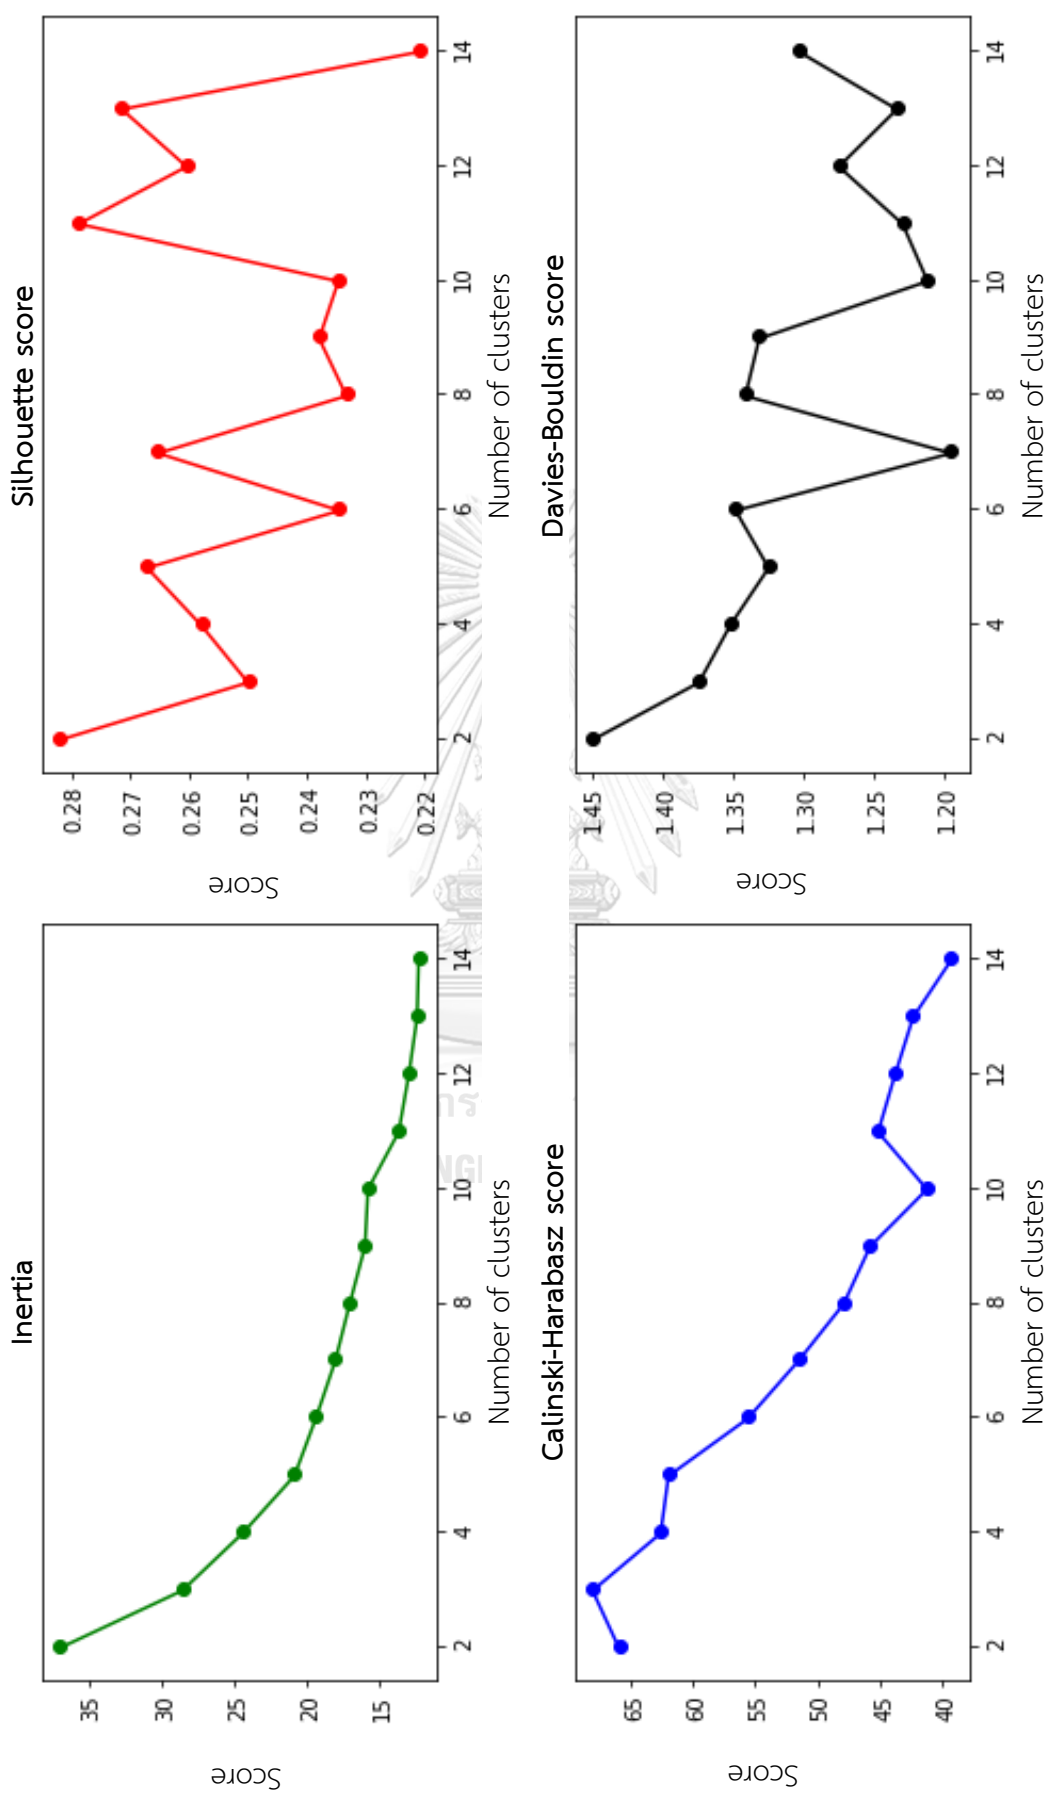 Inertia
Score
35
30
25
20
15
2 4 6 8 10 12 14
Number of clusters
Silhouette score
Score
0.28
0.27
0.26
0.25
0.24
0.23
0.22
2 4 6 8 10 12 14
Number of clusters
Calinski-Harabasz score
Score
65
60
55
50
45
40
2 4 6 8 10 12 14
Number of clusters
Davies-Bouldin score
Score
1.45
1.40
1.35
1.30
1.25
1.20
2 4 6 8 10 12 14
Number of clusters